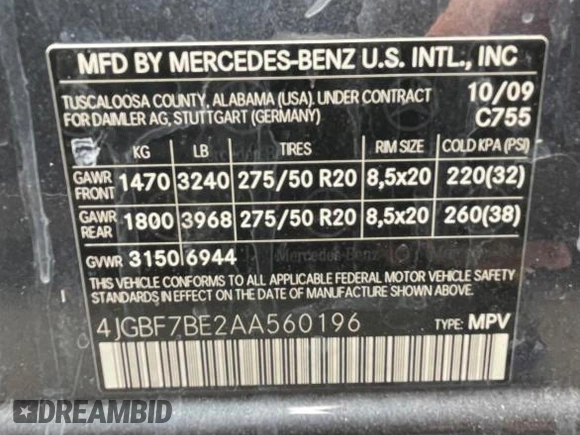 MFD BY MERCEDES-BENZ U.S. INTL., INC
TUSCALOOSA COUNTY, ALABAMA (USA). UNDER CONTRACT 10/09
FOR DAIMLER AG, STUTTGART (GERMANY) C755
KG LB TIRES RIM SIZE COLD KPA (PSI)
GAWR FRONT 1470 3240 275/50 R20 8,5x20 220(32)
GAWR REAR 1800 3968 275/50 R20 8,5x20 260(38)
GVWR 3150 6944 Mercedes-Benz
THIS VEHICLE CONFORMS TO ALL APPLICABLE FEDERAL MOTOR VEHICLE SAFETY
STANDARDS IN EFFECT ON THE DATE OF MANUFACTURE SHOWN ABOVE.
4JGBF7BE2AA560196 TYPE: MPV
DREAMBID